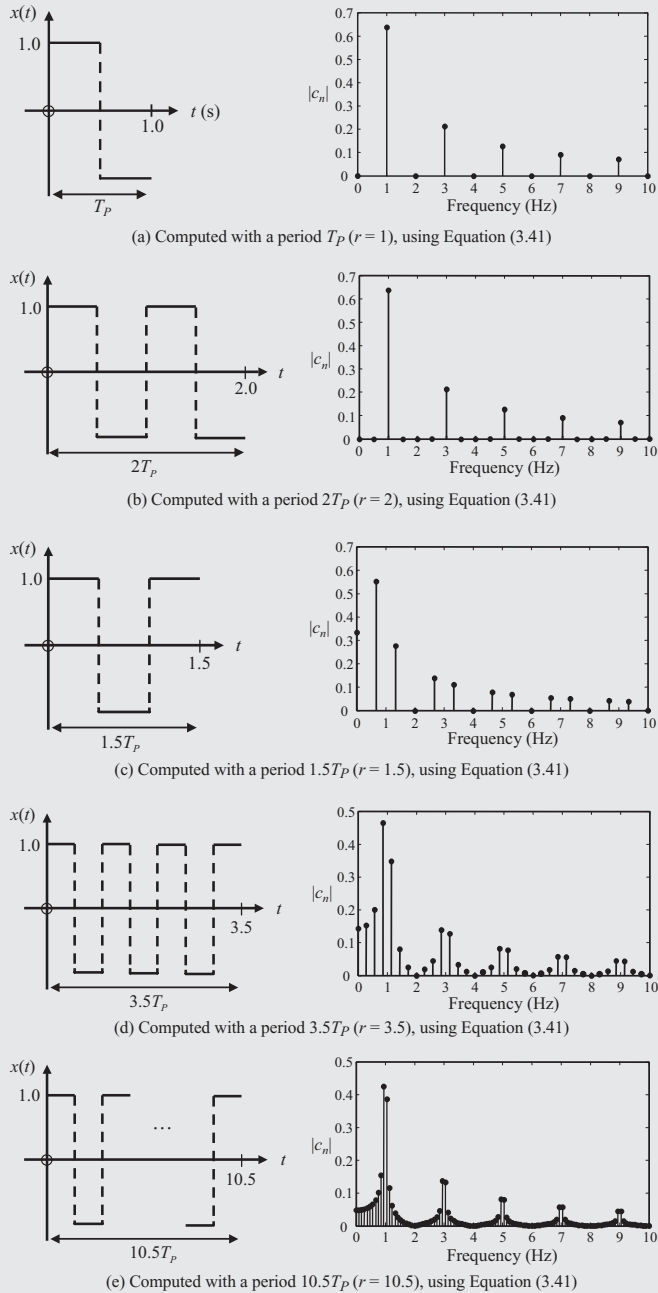 x(t)
1.0
t (s)
1.0
T_P
0.7
0.6
0.5
0.4
|c_n|
0.3
0.2
0.1
0
0 1 2 3 4 5 6 7 8 9 10
Frequency (Hz)
(a) Computed with a period T_P (r = 1), using Equation (3.41)
x(t)
1.0
t
2.0
2T_P
0.7
0.6
0.5
0.4
|c_n|
0.3
0.2
0.1
0
0 1 2 3 4 5 6 7 8 9 10
Frequency (Hz)
(b) Computed with a period 2T_P (r = 2), using Equation (3.41)
x(t)
1.0
t
1.5
1.5T_P
0.7
0.6
0.5
0.4
|c_n|
0.3
0.2
0.1
0
0 1 2 3 4 5 6 7 8 9 10
Frequency (Hz)
(c) Computed with a period 1.5T_P (r = 1.5), using Equation (3.41)
x(t)
1.0
t
3.5
3.5T_P
0.5
0.4
0.3
|c_n|
0.2
0.1
0
0 1 2 3 4 5 6 7 8 9 10
Frequency (Hz)
(d) Computed with a period 3.5T_P (r = 3.5), using Equation (3.41)
x(t)
1.0
...
t
10.5
10.5T_P
0.5
0.4
0.3
|c_n|
0.2
0.1
0
0 1 2 3 4 5 6 7 8 9 10
Frequency (Hz)
(e) Computed with a period 10.5T_P (r = 10.5), using Equation (3.41)